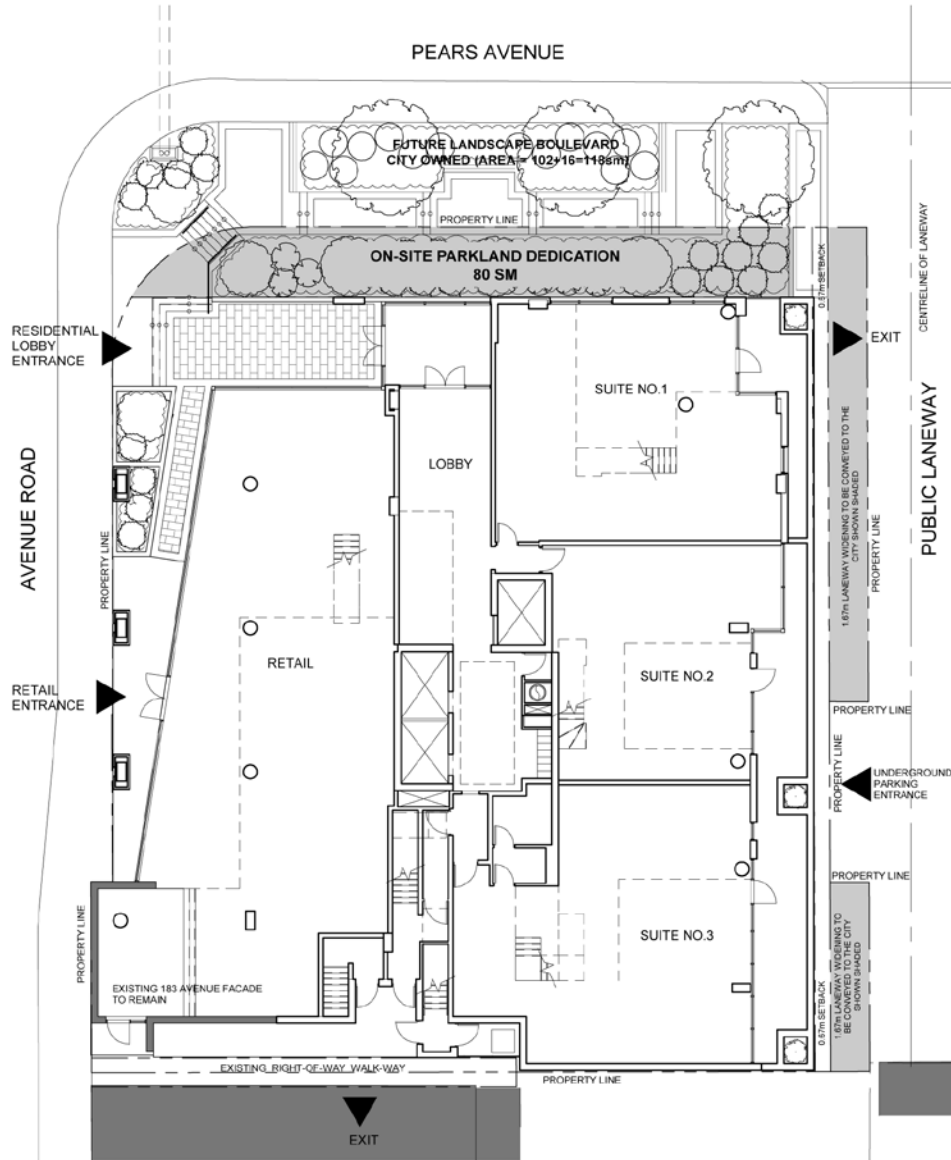 PEARS AVENUE
FUTURE LANDSCAPE BOULEVARD
CITY OWNED (AREA = 102+16=118sm)
PROPERTY LINE
ON-SITE PARKLAND DEDICATION
80 SM
0.67m SETBACK
CENTRELINE OF LANEWAY
RESIDENTIAL
LOBBY
ENTRANCE
EXIT
SUITE NO.1
LOBBY
AVENUE ROAD
PROPERTY LINE
1.67m LANEWAY WIDENING TO BE CONVEYED TO THE
CITY SHOWN SHADED
PROPERTY LINE
PUBLIC LANEWAY
RETAIL
SUITE NO.2
RETAIL
ENTRANCE
PROPERTY LINE
PROPERTY LINE
UNDERGROUND
PARKING
ENTRANCE
PROPERTY LINE
PROPERTY LINE
SUITE NO.3
EXISTING 183 AVENUE FACADE
TO REMAIN
0.67m SETBACK
1.67m LANEWAY WIDENING TO
BE CONVEYED TO THE CITY
SHOWN SHADED
EXISTING RIGHT-OF-WAY WALK-WAY
PROPERTY LINE
EXIT